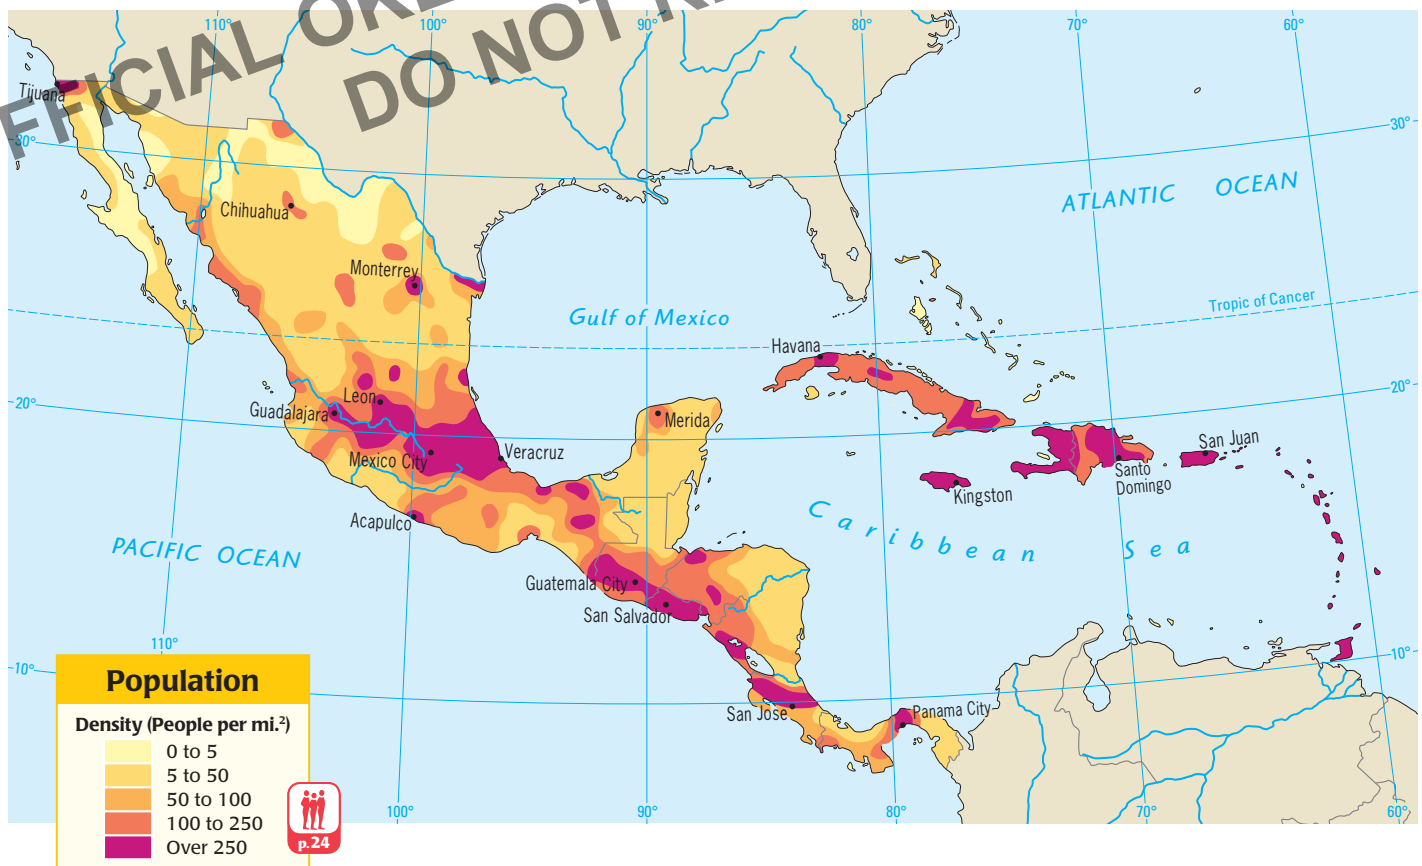 FFICIAL
DO NOT
110°
100°
90°
80°
70°
60°
Tijuana
30°
30°
ATLANTIC OCEAN
Chihuahua
Monterrey
Tropic of Cancer
Gulf of Mexico
Havana
20°
20°
Leon
Guadalajara
Merida
San Juan
Mexico City
Veracruz
Santo
Domingo
Kingston
Acapulco
Caribbean Sea
PACIFIC OCEAN
Guatemala City
San Salvador
110°
10°
10°
San Jose
Panama City
Population
Density (People per mi.²)
0 to 5
5 to 50
50 to 100
100 to 250
Over 250
p.24
100°
90°
80°
70°
60°